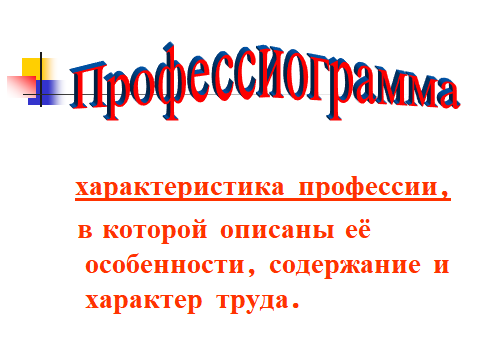 Профессиограмма
характеристика профессии,
в которой описаны её
особенности, содержание и
характер труда.